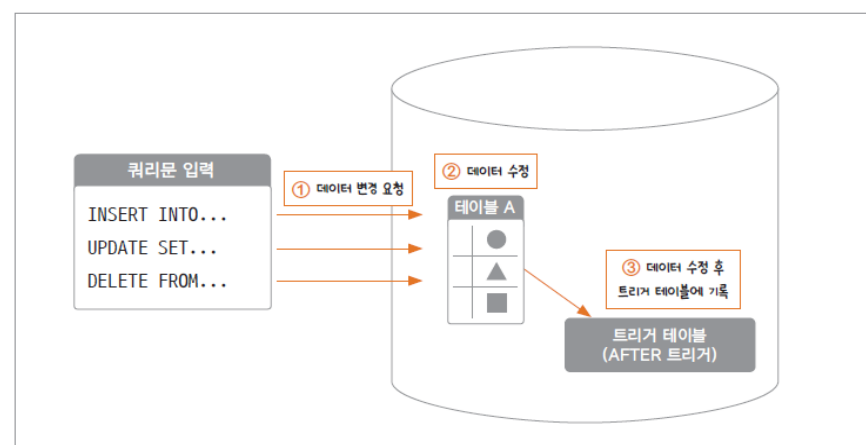 쿼리문 입력
INSERT INTO...
UPDATE SET...
DELETE FROM...
① 데이터 변경 요청
② 데이터 수정
테이블 A
③ 데이터 수정 후
트리거 테이블에 기록
트리거 테이블
(AFTER 트리거)